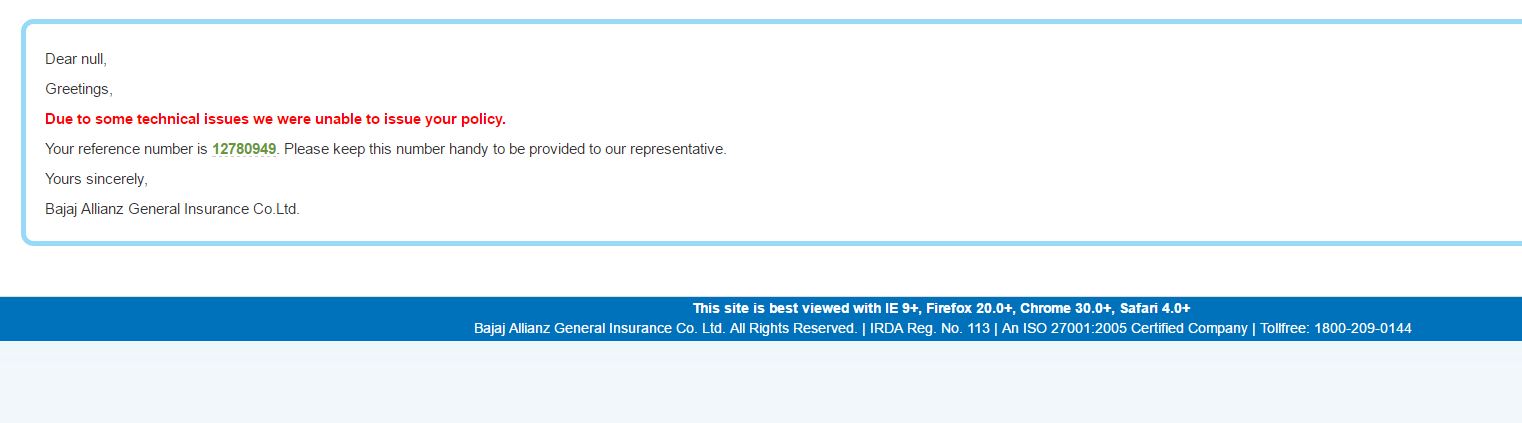 Dear null,
Greetings,
Due to some technical issues we were unable to issue your policy.
Your reference number is 12780949. Please keep this number handy to be provided to our representative.
Yours sincerely,
Bajaj Allianz General Insurance Co.Ltd.
This site is best viewed with IE 9+, Firefox 20.0+, Chrome 30.0+, Safari 4.0+
Bajaj Allianz General Insurance Co. Ltd. All Rights Reserved. | IRDA Reg. No. 113 | An ISO 27001:2005 Certified Company | Tollfree: 1800-209-0144